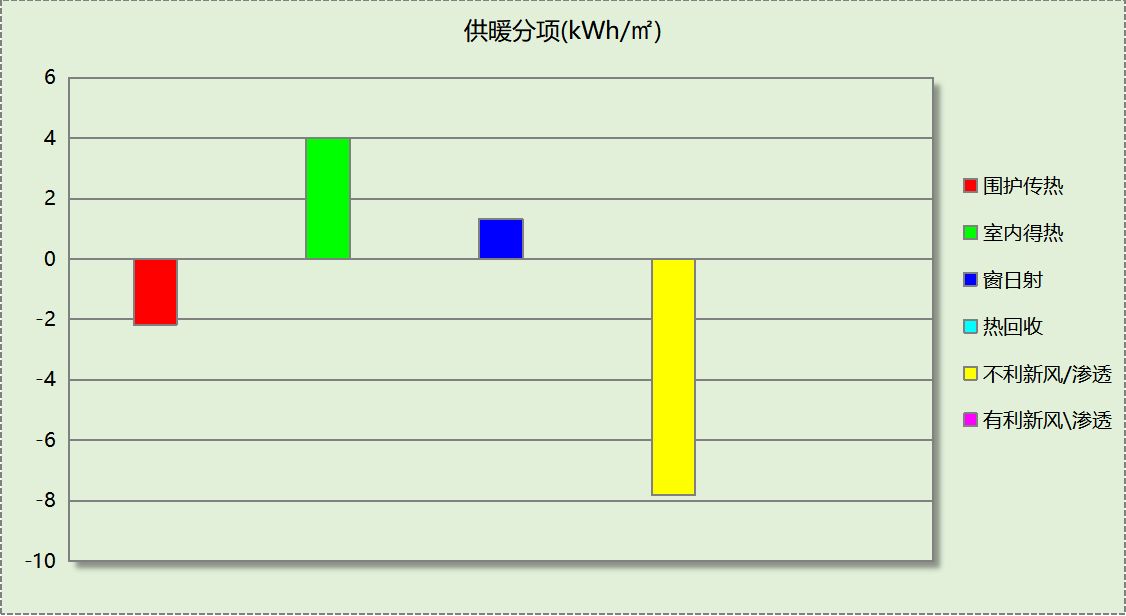 供暖分项(kWh/㎡)
6
4
2
0
-2
-4
-6
-8
-10
围护传热
室内得热
窗日射
热回收
不利新风/渗透
有利新风\渗透